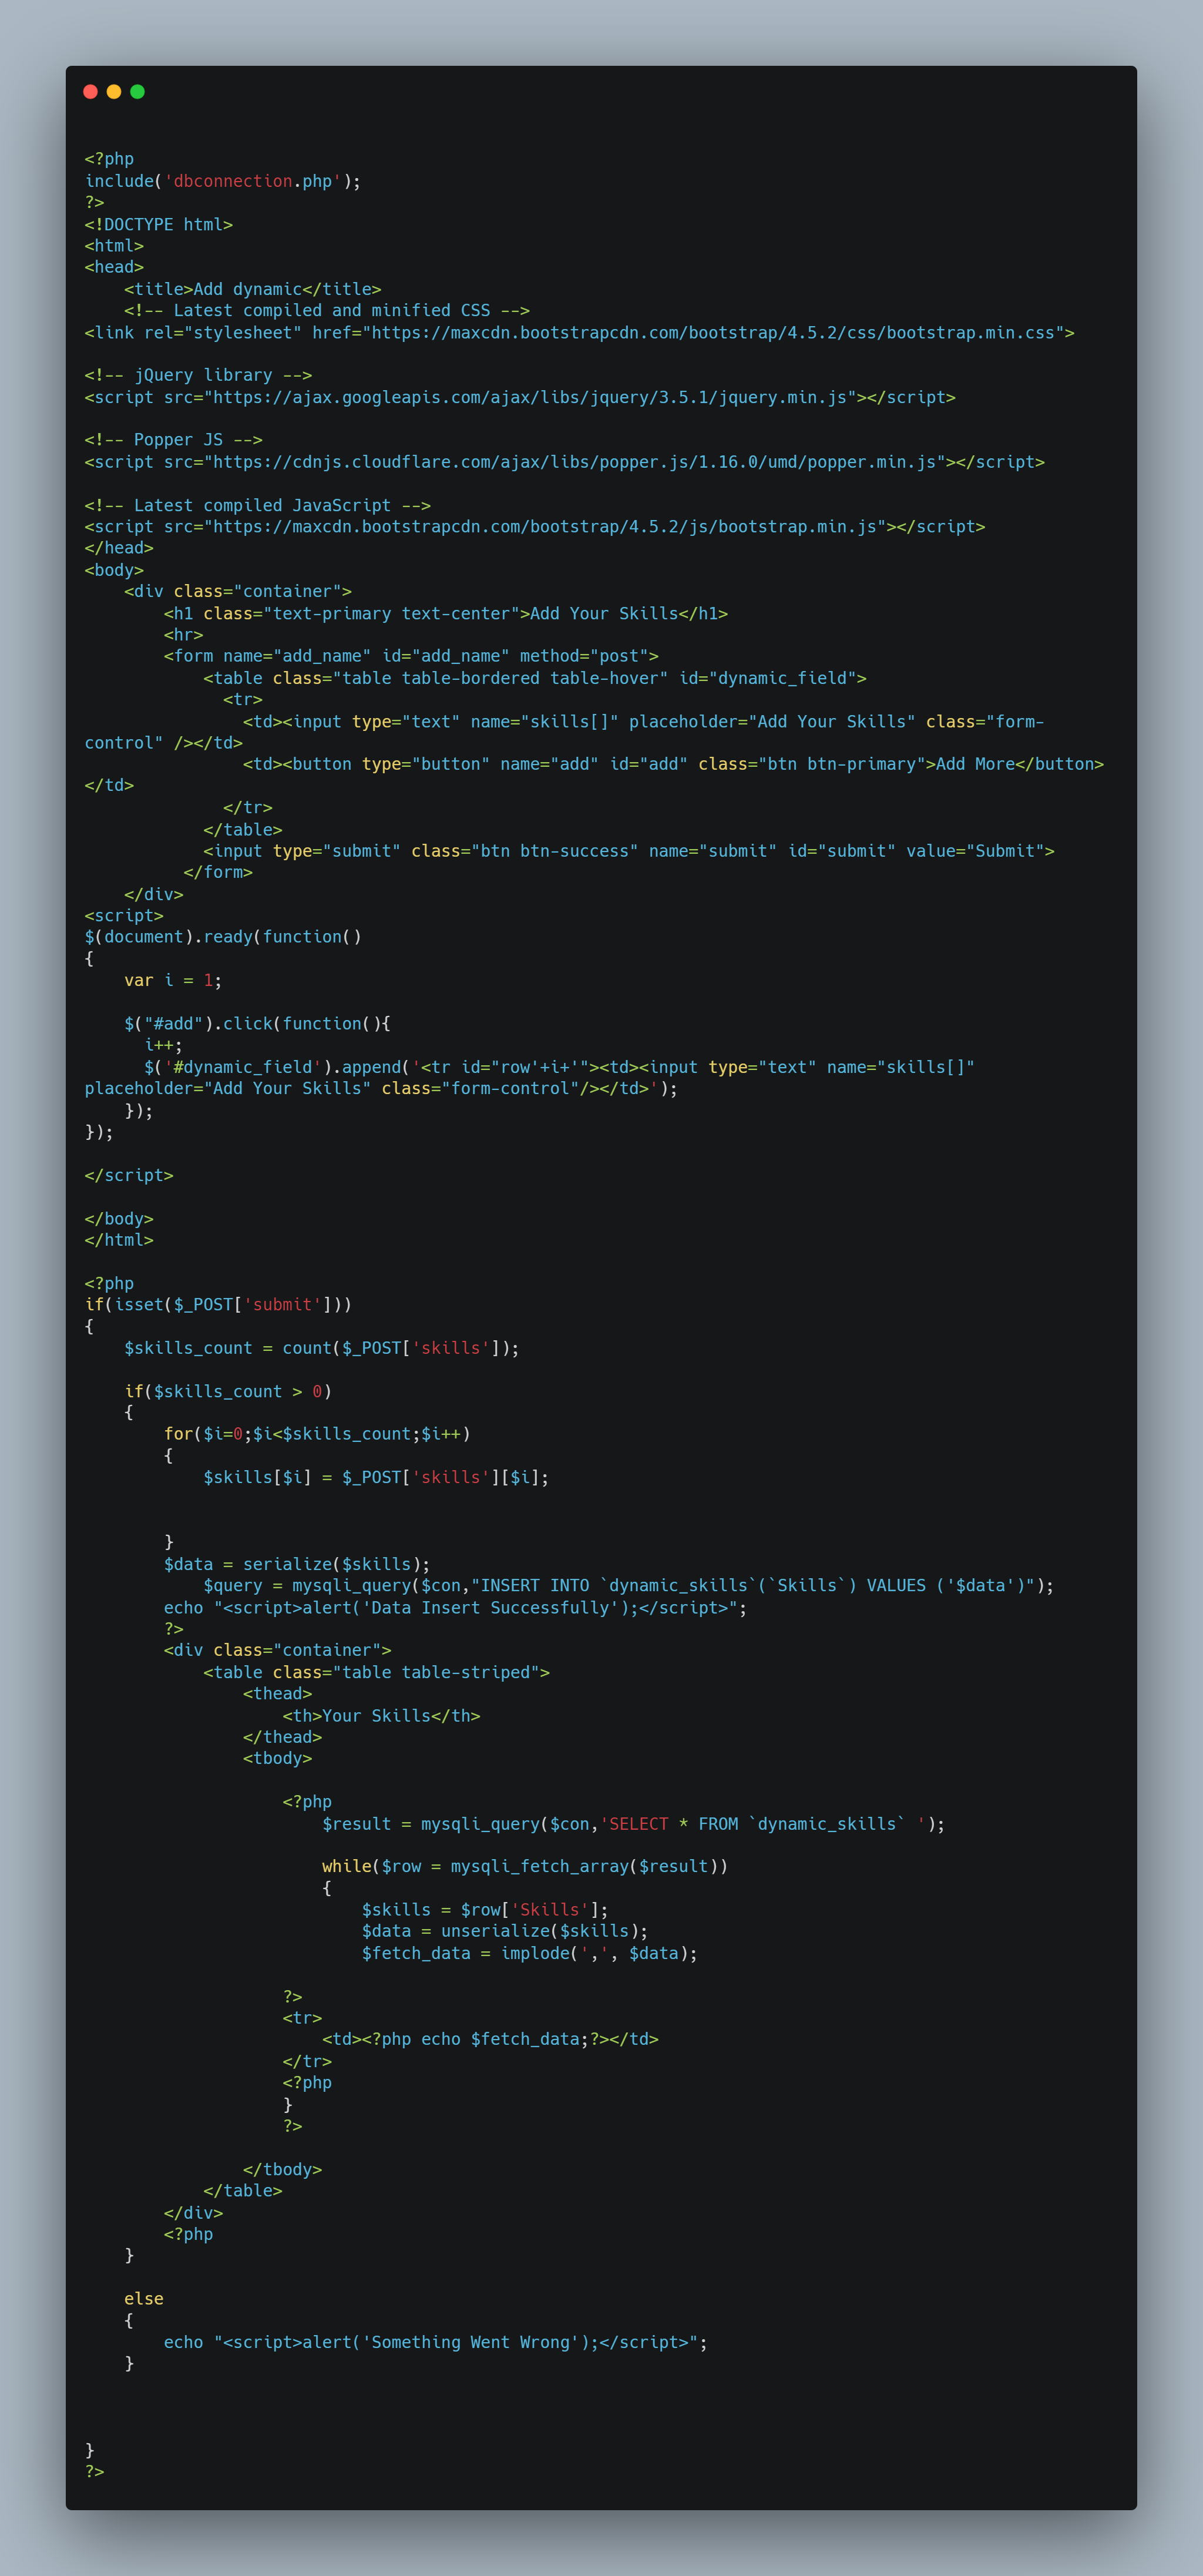 <?php
include('dbconnection.php');
?>
<!DOCTYPE html>
<html>
<head>
    <title>Add dynamic</title>
    <!-- Latest compiled and minified CSS -->
<link rel="stylesheet" href="https://maxcdn.bootstrapcdn.com/bootstrap/4.5.2/css/bootstrap.min.css">

<!-- jQuery library -->
<script src="https://ajax.googleapis.com/ajax/libs/jquery/3.5.1/jquery.min.js"></script>

<!-- Popper JS -->
<script src="https://cdnjs.cloudflare.com/ajax/libs/popper.js/1.16.0/umd/popper.min.js"></script>

<!-- Latest compiled JavaScript -->
<script src="https://maxcdn.bootstrapcdn.com/bootstrap/4.5.2/js/bootstrap.min.js"></script>
</head>
<body>
    <div class="container">
        <h1 class="text-primary text-center">Add Your Skills</h1>
        <hr>
        <form name="add_name" id="add_name" method="post">
            <table class="table table-bordered table-hover" id="dynamic_field">
              <tr>
                <td><input type="text" name="skills[]" placeholder="Add Your Skills" class="form-
control" /></td>
                <td><button type="button" name="add" id="add" class="btn btn-primary">Add More</button>
</td>
              </tr>
            </table>
            <input type="submit" class="btn btn-success" name="submit" id="submit" value="Submit">
          </form>
    </div>
<script>
$(document).ready(function()
{
    var i = 1;

    $("#add").click(function(){
      i++;
      $('#dynamic_field').append('<tr id="row'+i+'"><td><input type="text" name="skills[]"
placeholder="Add Your Skills" class="form-control"/></td>');
    });
});

</script>

</body>
</html>

<?php
if(isset($_POST['submit']))
{
    $skills_count = count($_POST['skills']);

    if($skills_count > 0)
    {
        for($i=0;$i<$skills_count;$i++)
        {
            $skills[$i] = $_POST['skills'][$i];


        }
        $data = serialize($skills);
            $query = mysqli_query($con,"INSERT INTO `dynamic_skills`(`Skills`) VALUES ('$data')");
        echo "<script>alert('Data Insert Successfully');</script>";
        ?>
        <div class="container">
            <table class="table table-striped">
                <thead>
                    <th>Your Skills</th>
                </thead>
                <tbody>

                    <?php
                        $result = mysqli_query($con,'SELECT * FROM `dynamic_skills` ');

                        while($row = mysqli_fetch_array($result))
                        {
                            $skills = $row['Skills'];
                            $data = unserialize($skills);
                            $fetch_data = implode(',', $data);

                    ?>
                    <tr>
                        <td><?php echo $fetch_data;?></td>
                    </tr>
                    <?php
                    }
                    ?>

                </tbody>
            </table>
        </div>
        <?php
    }

    else
    {
        echo "<script>alert('Something Went Wrong');</script>";
    }



}
?>